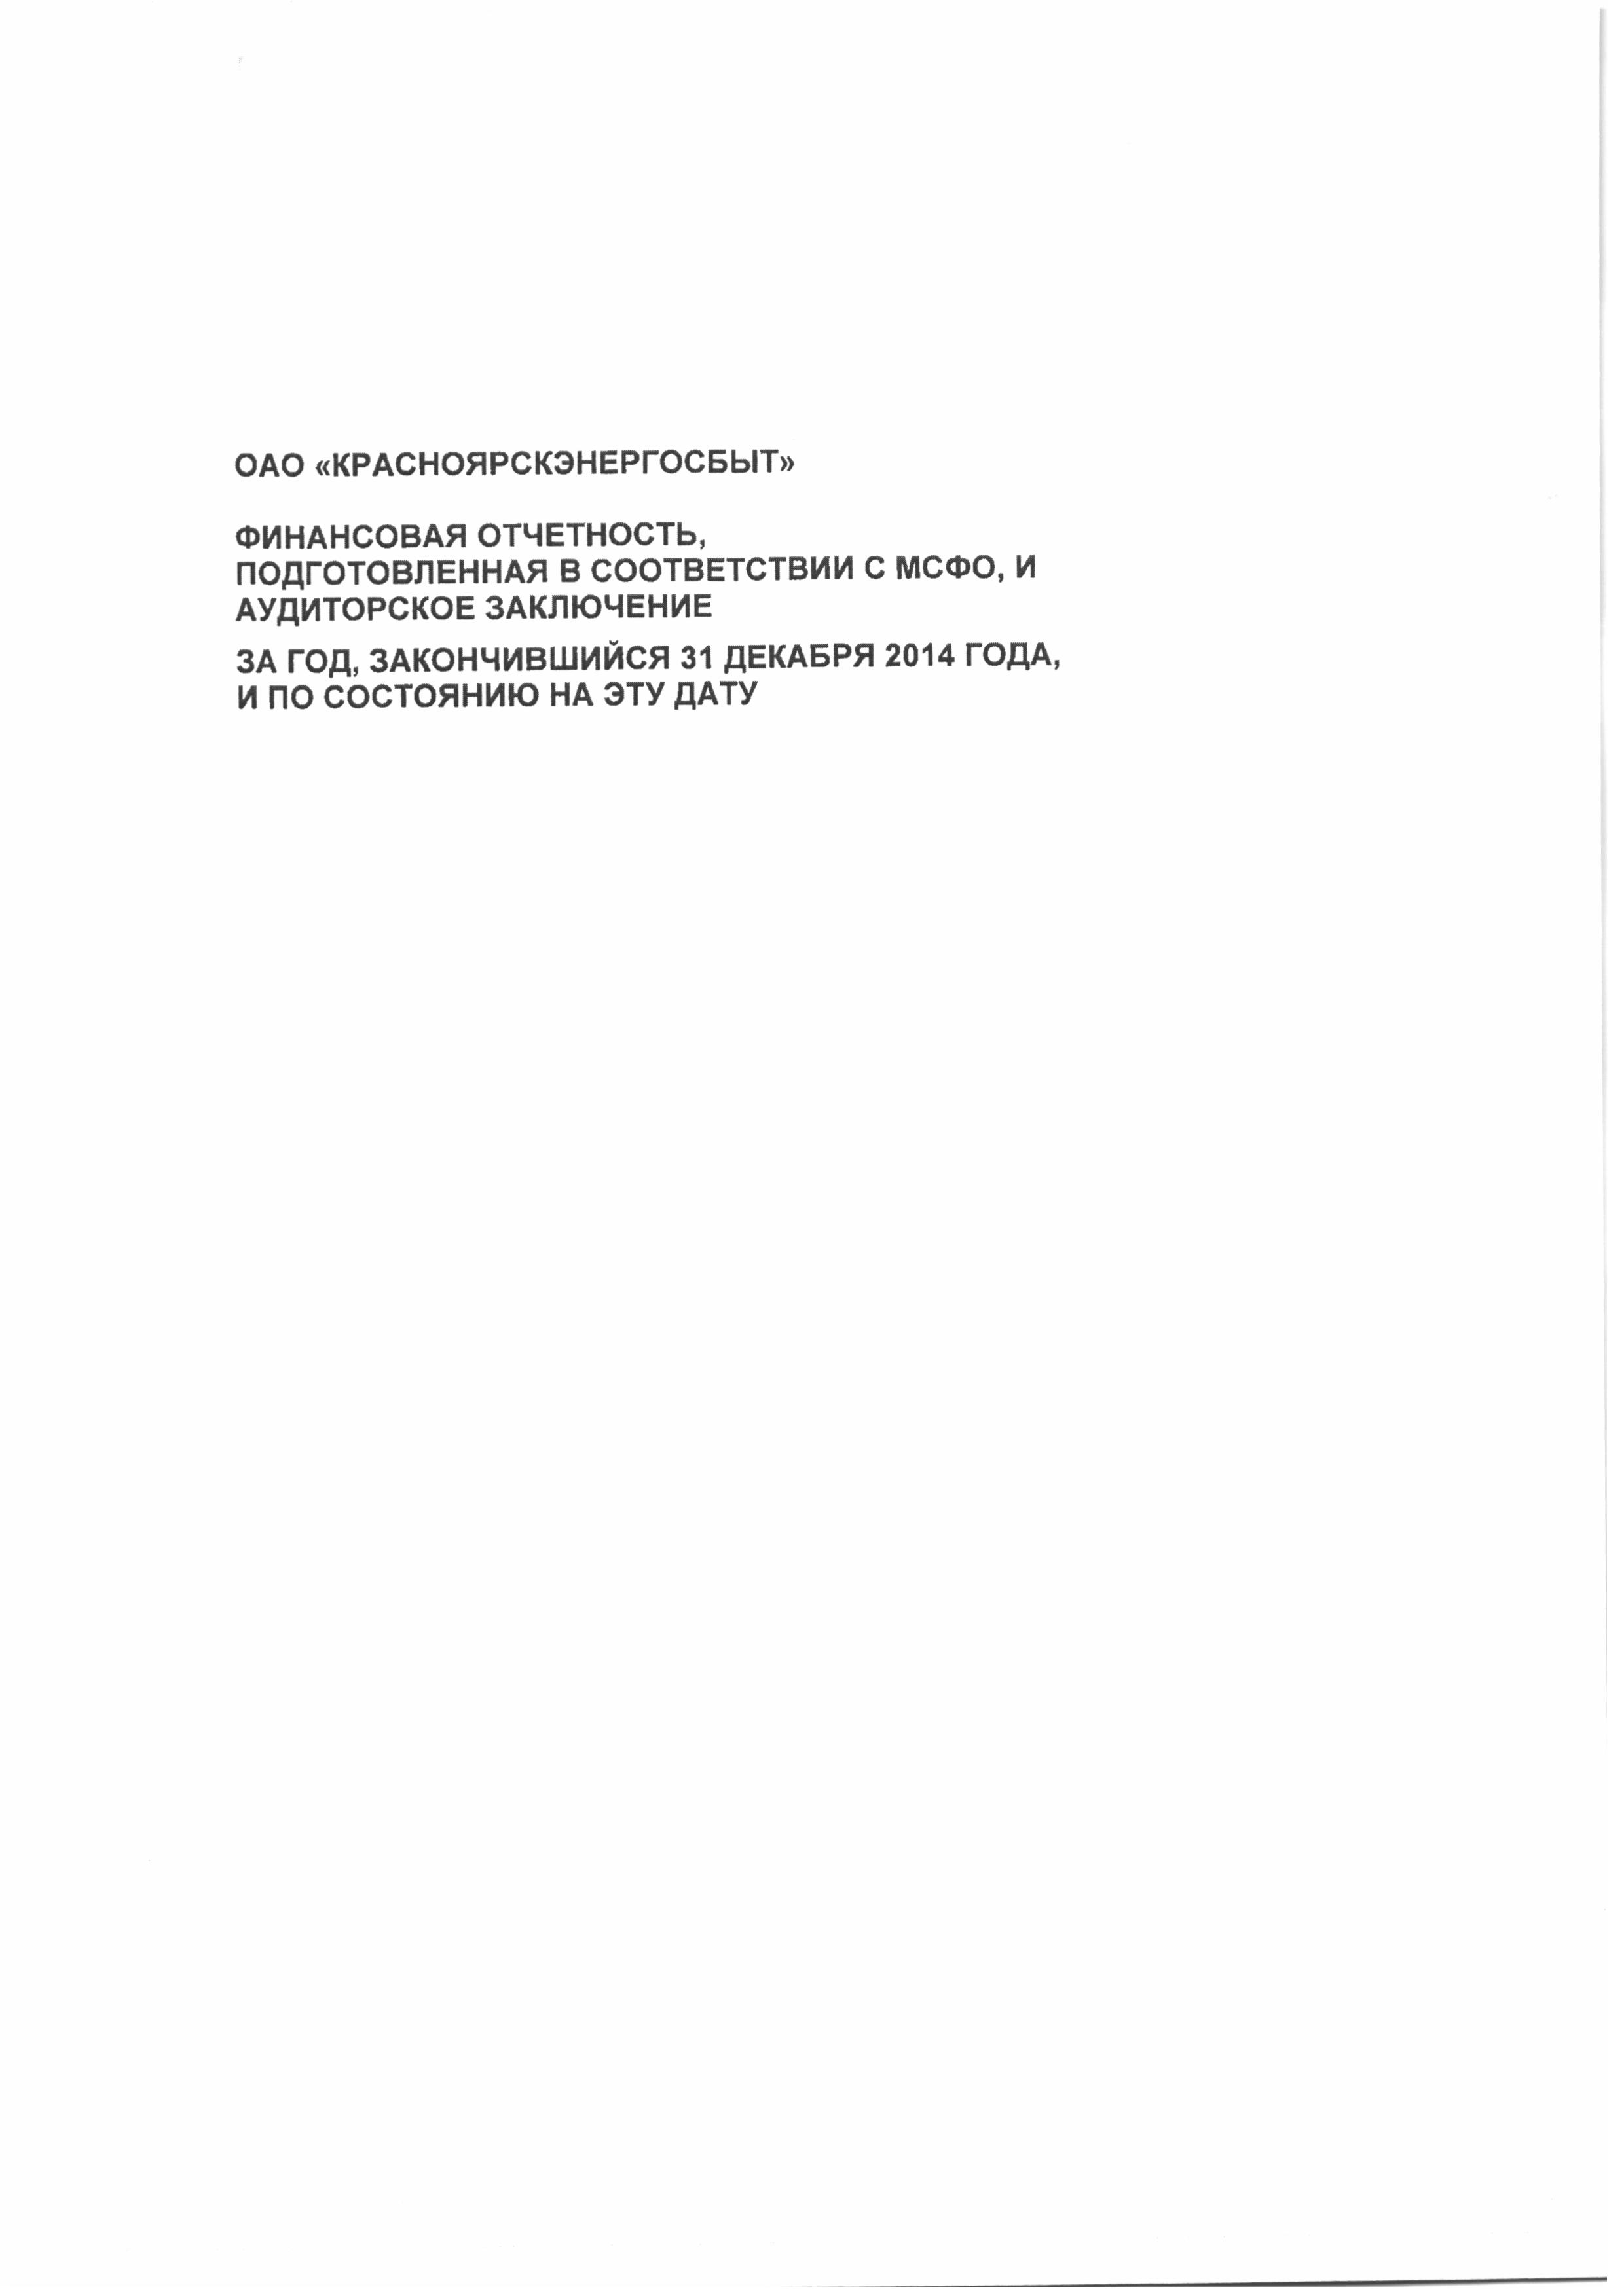 ОАО «КРАСНОЯРСКЭНЕРГОСБЫТ»
ФИНАНСОВАЯ ОТЧЕТНОСТЬ,
ПОДГОТОВЛЕННАЯ В СООТВЕТСТВИИ С МСФО, И
АУДИТОРСКОЕ ЗАКЛЮЧЕНИЕ
ЗА ГОД, ЗАКОНЧИВШИЙСЯ 31 ДЕКАБРЯ 2014 ГОДА,
И ПО СОСТОЯНИЮ НА ЭТУ ДАТУ